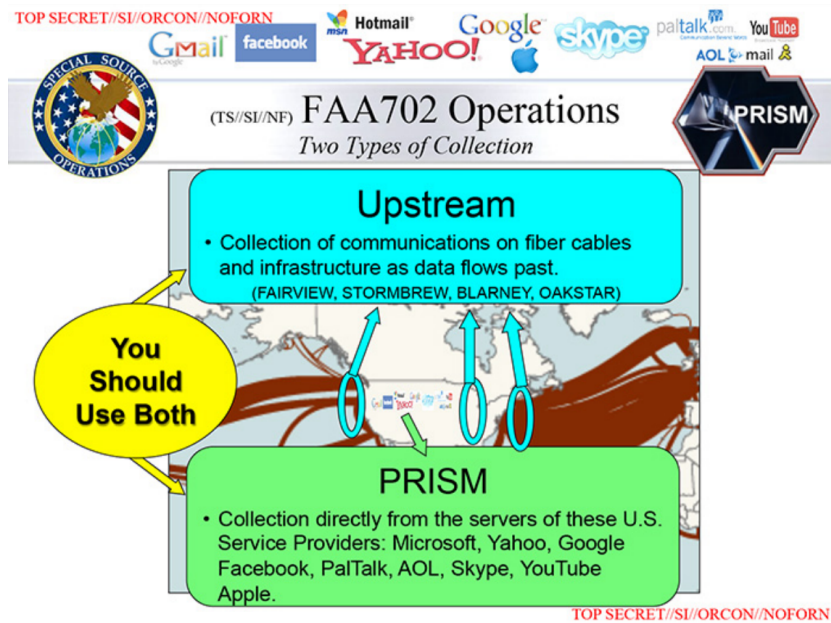 TOP SECRET//SI//ORCON//NOFORN
Gmail
by Google
facebook
msn
Hotmail
YAHOO!
Google
skype
paltalk.com
YouTube
AOL mail
SPECIAL SOURCE OPERATIONS
(TS//SI//NF) FAA702 Operations
Two Types of Collection
PRISM
Upstream
• Collection of communications on fiber cables
and infrastructure as data flows past.
(FAIRVIEW, STORMBREW, BLARNEY, OAKSTAR)
You
Should
Use Both
PRISM
• Collection directly from the servers of these U.S.
Service Providers: Microsoft, Yahoo, Google
Facebook, PalTalk, AOL, Skype, YouTube
Apple.
TOP SECRET//SI//ORCON//NOFORN